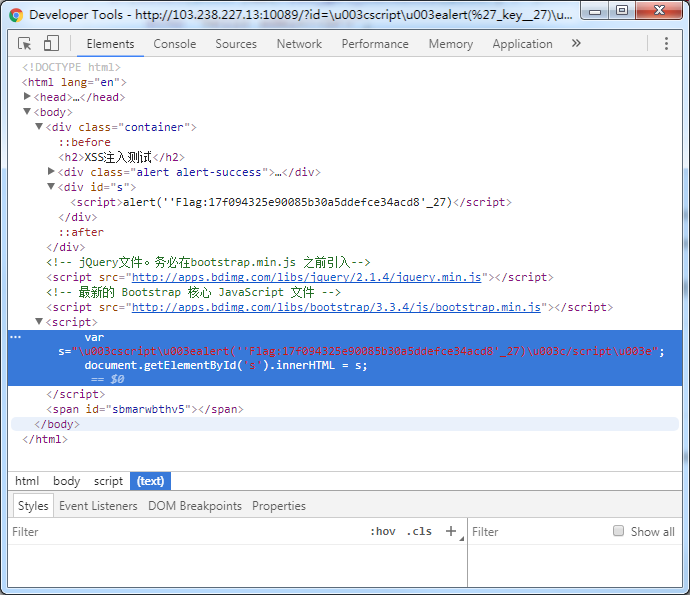 Developer Tools - http://103.238.227.13:10089/?id=\u003cscript\u003ealert(%27_key__27)\u...
Elements Console Sources Network Performance Memory Application »
<!DOCTYPE html>
<html lang="en">
<head>…</head>
<body>
<div class="container">
::before
<h2>XSS注入测试</h2>
<div class="alert alert-success">…</div>
<div id="s">
<script>alert(''Flag:17f094325e90085b30a5ddefce34acd8'_27)</script>
</div>
::after
</div>
<!-- jQuery文件。务必在bootstrap.min.js 之前引入-->
<script src="http://apps.bdimg.com/libs/jquery/2.1.4/jquery.min.js"></script>
<!-- 最新的 Bootstrap 核心 JavaScript 文件 -->
<script src="http://apps.bdimg.com/libs/bootstrap/3.3.4/js/bootstrap.min.js"></script>
<script>
var
s="\u003cscript\u003ealert(''Flag:17f094325e90085b30a5ddefce34acd8'_27)\u003c/script\u003e";
document.getElementById('s').innerHTML = s;
== $0
</script>
<span id="sbmarwbthv5"></span>
</body>
</html>
html body script (text)
Styles Event Listeners DOM Breakpoints Properties
Filter :hov .cls + Filter Show all